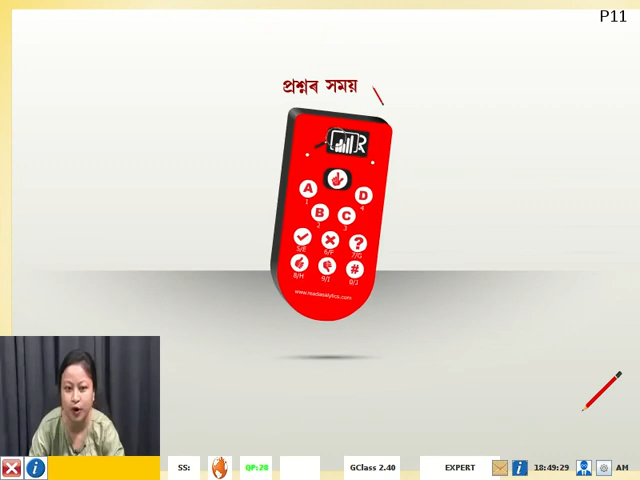 P11
প্ৰশ্নৰ সময়
R
A
1
D
4
B
2
C
3
5/E
6/F
?
7/G
8/H
9/I
#
0/J
www.readanalytics.com
SS:
QP:28
GClass 2.40
EXPERT
18:49:29
AM